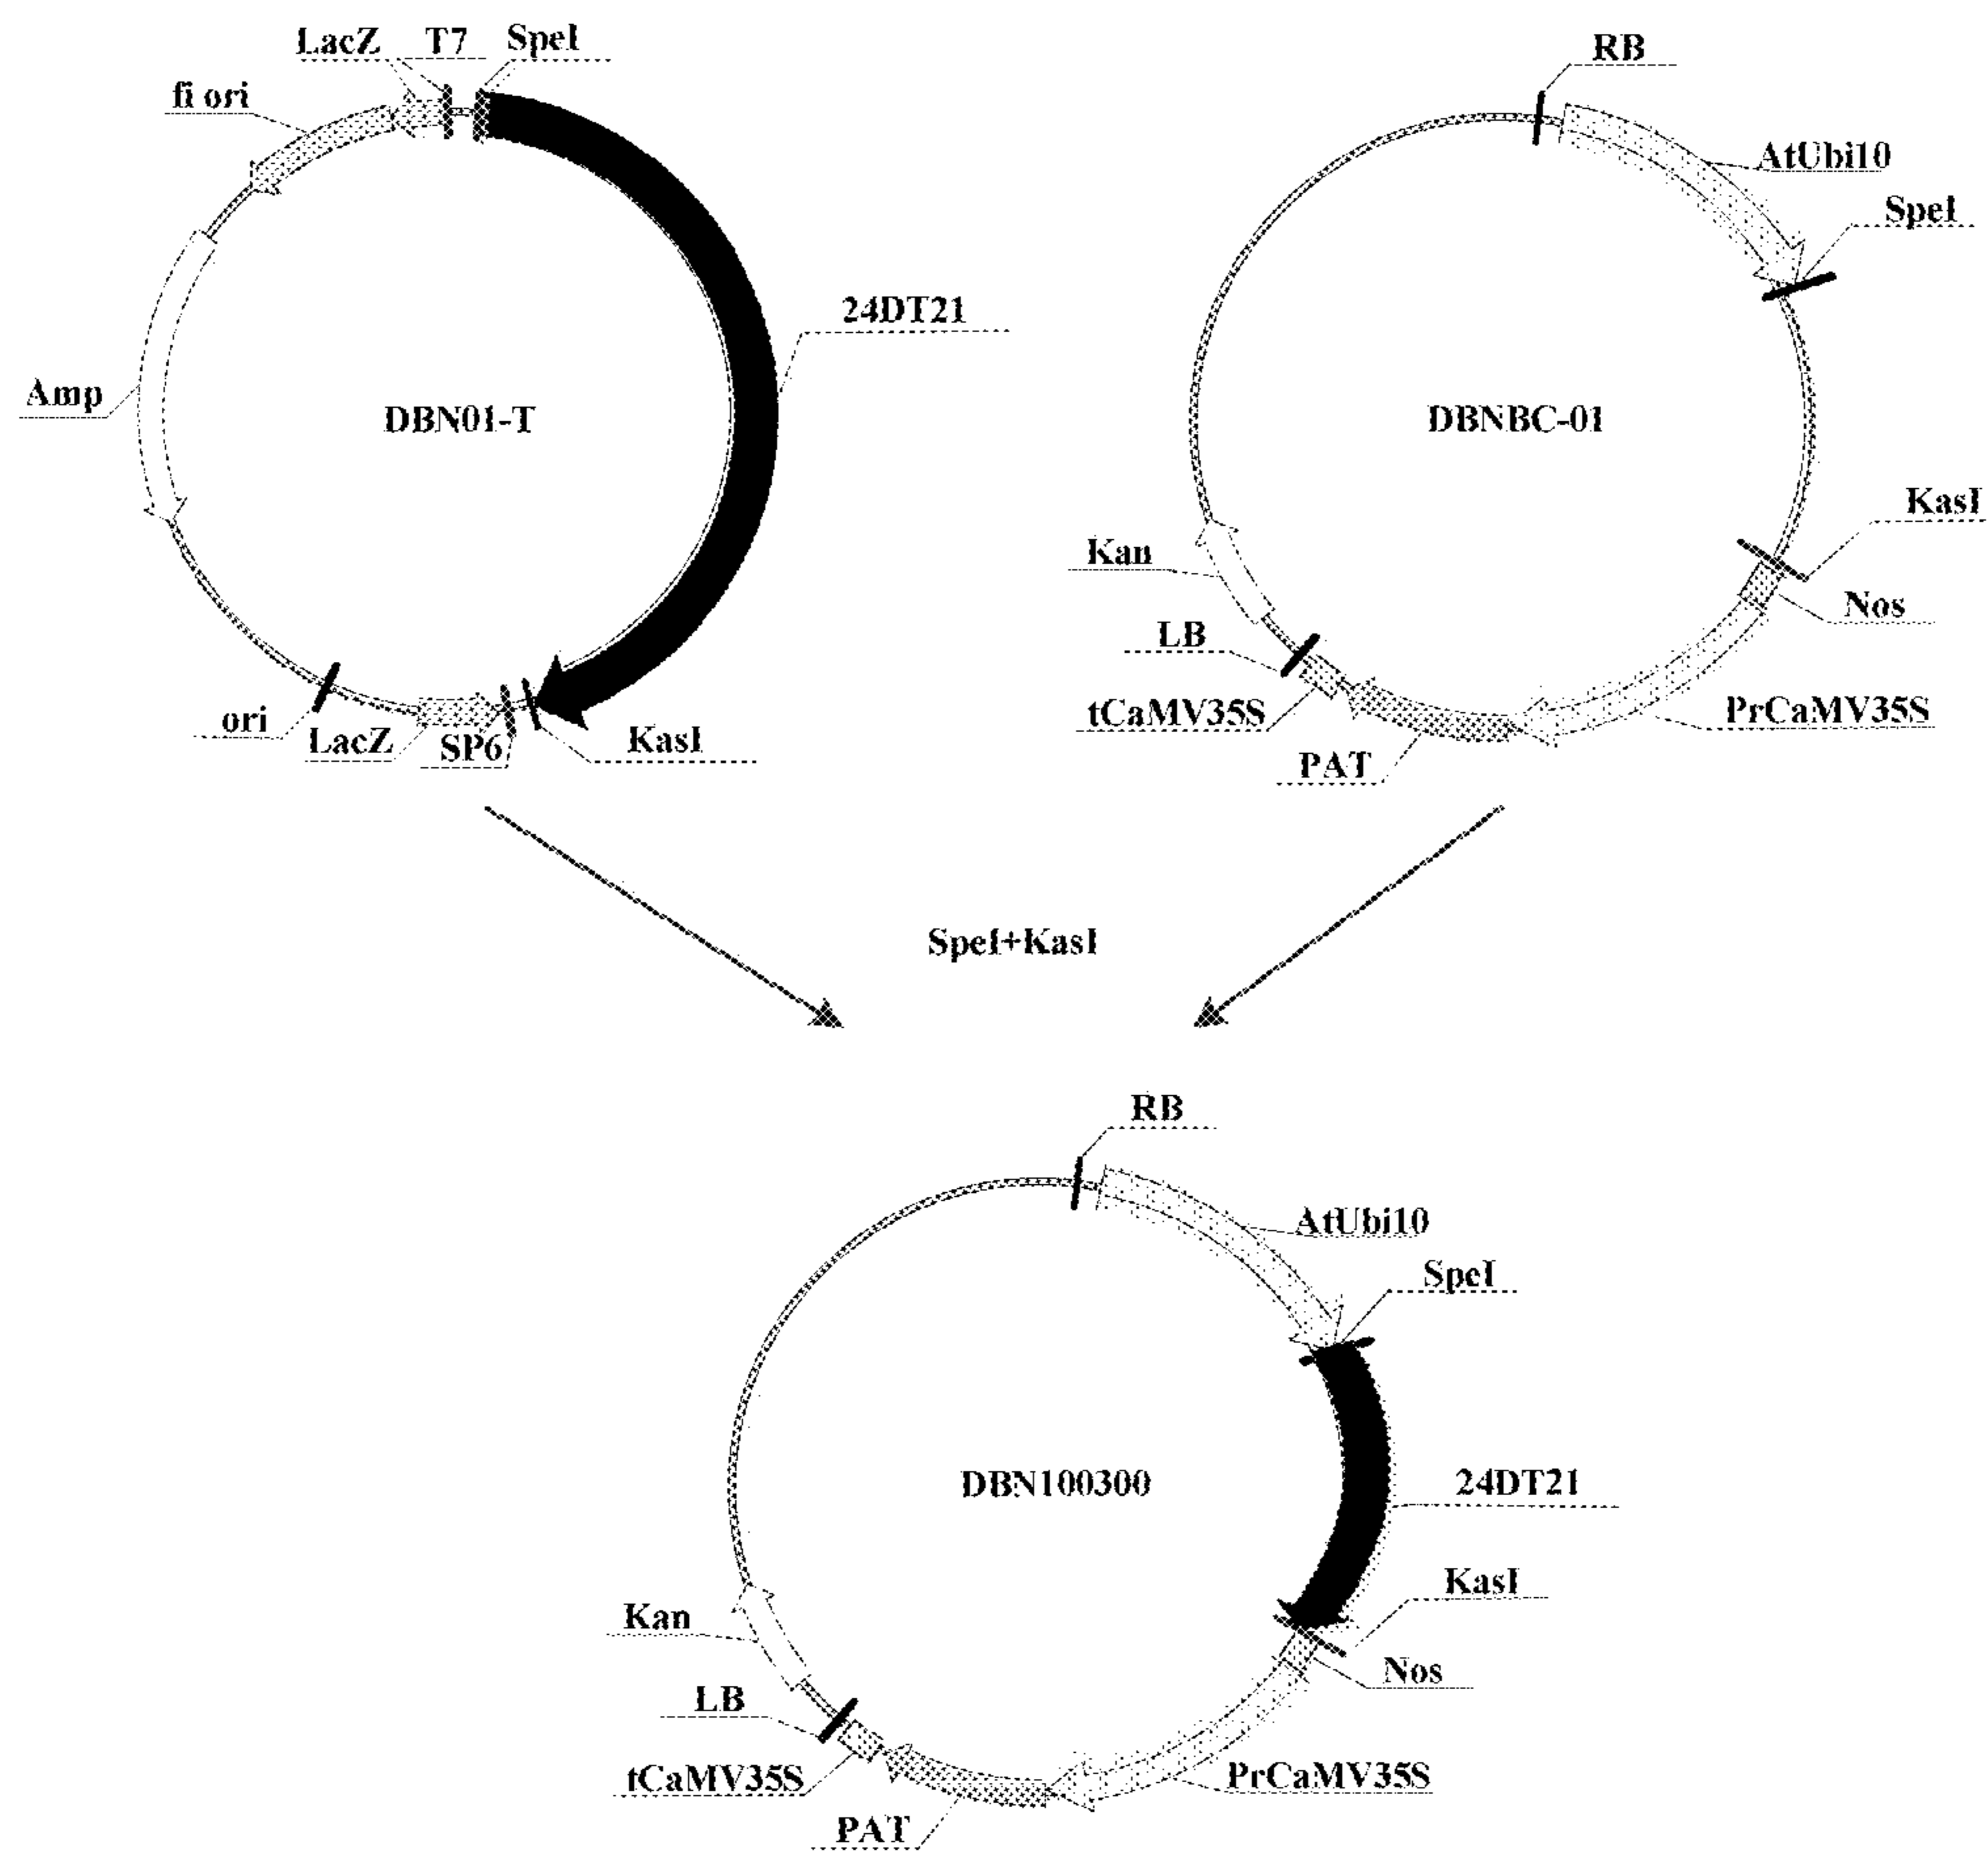 LacZ
T7
SpeI
fi ori
24DT21
Amp
DBN01-T
ori
LacZ
SP6
KasI
RB
AtUbi10
SpeI
DBNBC-01
KasI
Kan
Nos
LB
tCaMV35S
PrCaMV35S
PAT
SpeI+KasI
RB
AtUbi10
SpeI
DBN100300
24DT21
KasI
Kan
Nos
LB
tCaMV35S
PrCaMV35S
PAT